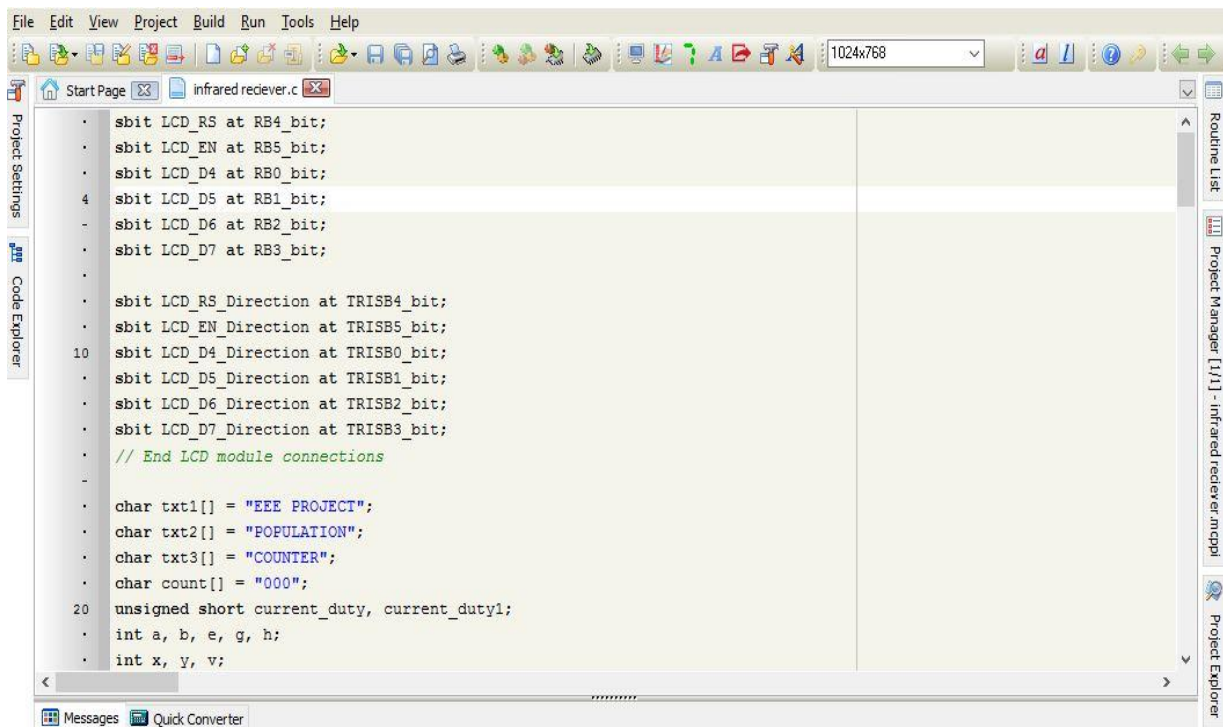 File Edit View Project Build Run Tools Help
1024x768
Start Page infrared reciever.c
Project Settings
Code Explorer
sbit LCD_RS at RB4_bit;
sbit LCD_EN at RB5_bit;
sbit LCD_D4 at RB0_bit;
4 sbit LCD_D5 at RB1_bit;
sbit LCD_D6 at RB2_bit;
sbit LCD_D7 at RB3_bit;
sbit LCD_RS_Direction at TRISB4_bit;
sbit LCD_EN_Direction at TRISB5_bit;
10 sbit LCD_D4_Direction at TRISB0_bit;
sbit LCD_D5_Direction at TRISB1_bit;
sbit LCD_D6_Direction at TRISB2_bit;
sbit LCD_D7_Direction at TRISB3_bit;
// End LCD module connections
char txt1[] = "EEE PROJECT";
char txt2[] = "POPULATION";
char txt3[] = "COUNTER";
char count[] = "000";
20 unsigned short current_duty, current_duty1;
int a, b, e, g, h;
int x, y, v;
Routine List
Project Manager [1/1] - infrared reciever.mcppi
Project Explorer
Messages Quick Converter